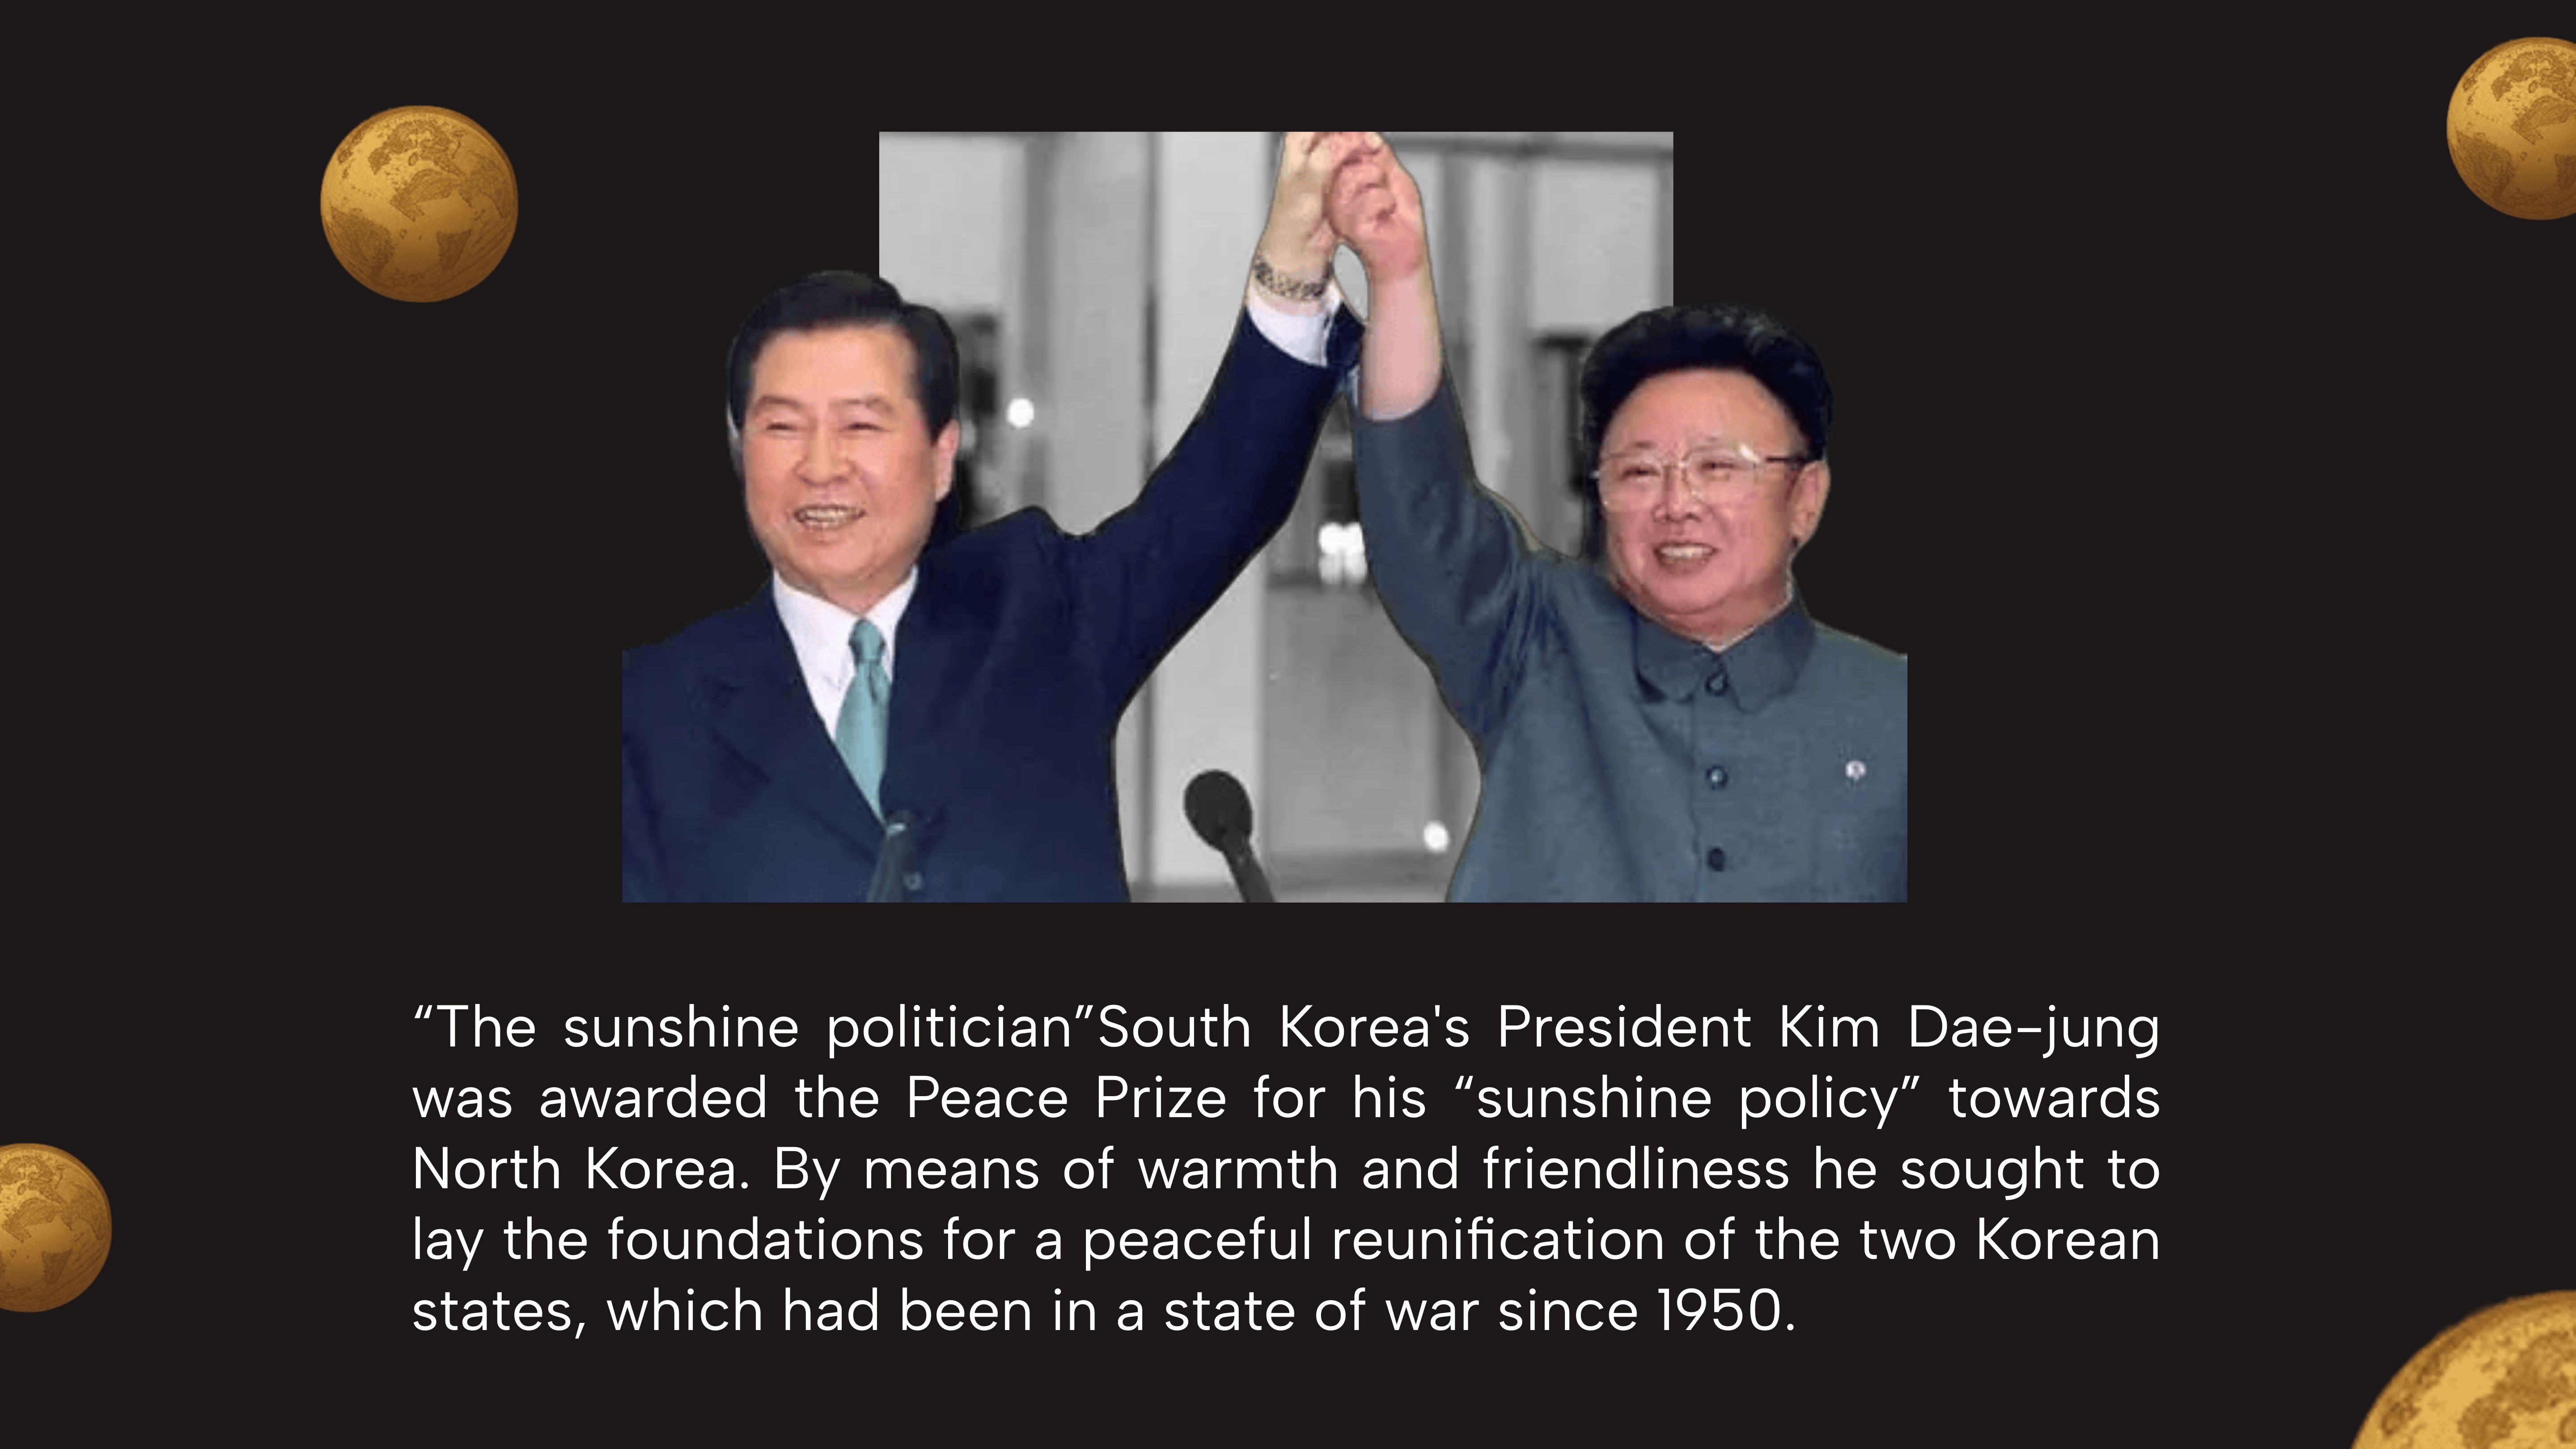 “The sunshine politician”South Korea's President Kim Dae-jung
was awarded the Peace Prize for his “sunshine policy” towards
North Korea. By means of warmth and friendliness he sought to
lay the foundations for a peaceful reunification of the two Korean
states, which had been in a state of war since 1950.